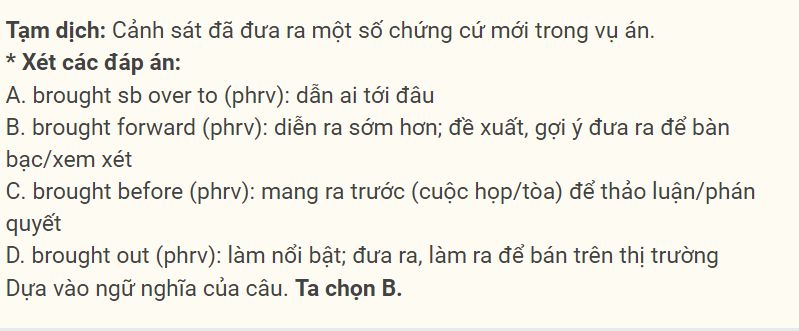 Tạm dịch: Cảnh sát đã đưa ra một số chứng cứ mới trong vụ án.
* Xét các đáp án:
A. brought sb over to (phrv): dẫn ai tới đâu
B. brought forward (phrv): diễn ra sớm hơn; đề xuất, gợi ý đưa ra để bàn
bạc/xem xét
C. brought before (phrv): mang ra trước (cuộc họp/tòa) để thảo luận/phán
quyết
D. brought out (phrv): làm nổi bật; đưa ra, làm ra để bán trên thị trường
Dựa vào ngữ nghĩa của câu. Ta chọn B.